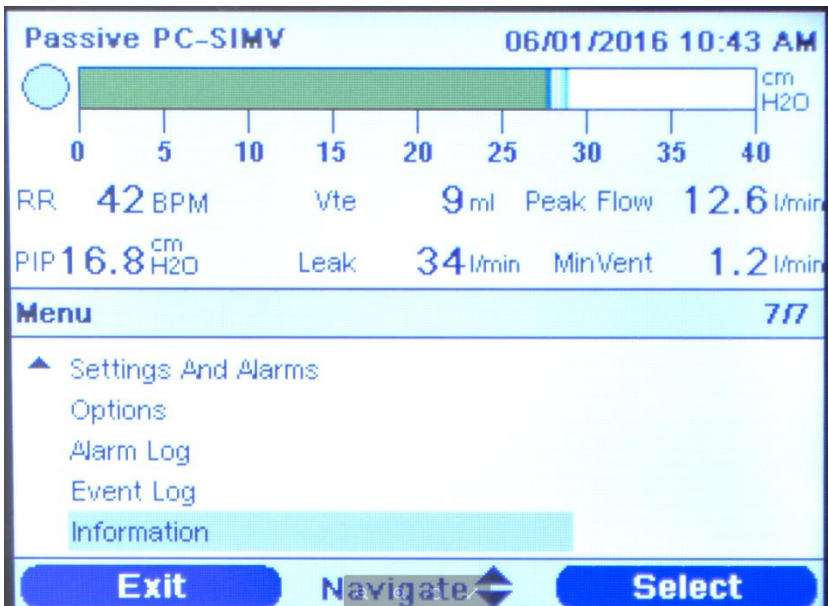 Passive PC-SIMV 06/01/2016 10:43 AM
cm
H2O
0 5 10 15 20 25 30 35 40
RR 42 BPM Vte 9 ml Peak Flow 12.6 l/min
PIP 16.8 cm H2O Leak 34 l/min MinVent 1.2 l/min
Menu 7/7
Settings And Alarms
Options
Alarm Log
Event Log
Information
Exit Navigate Select